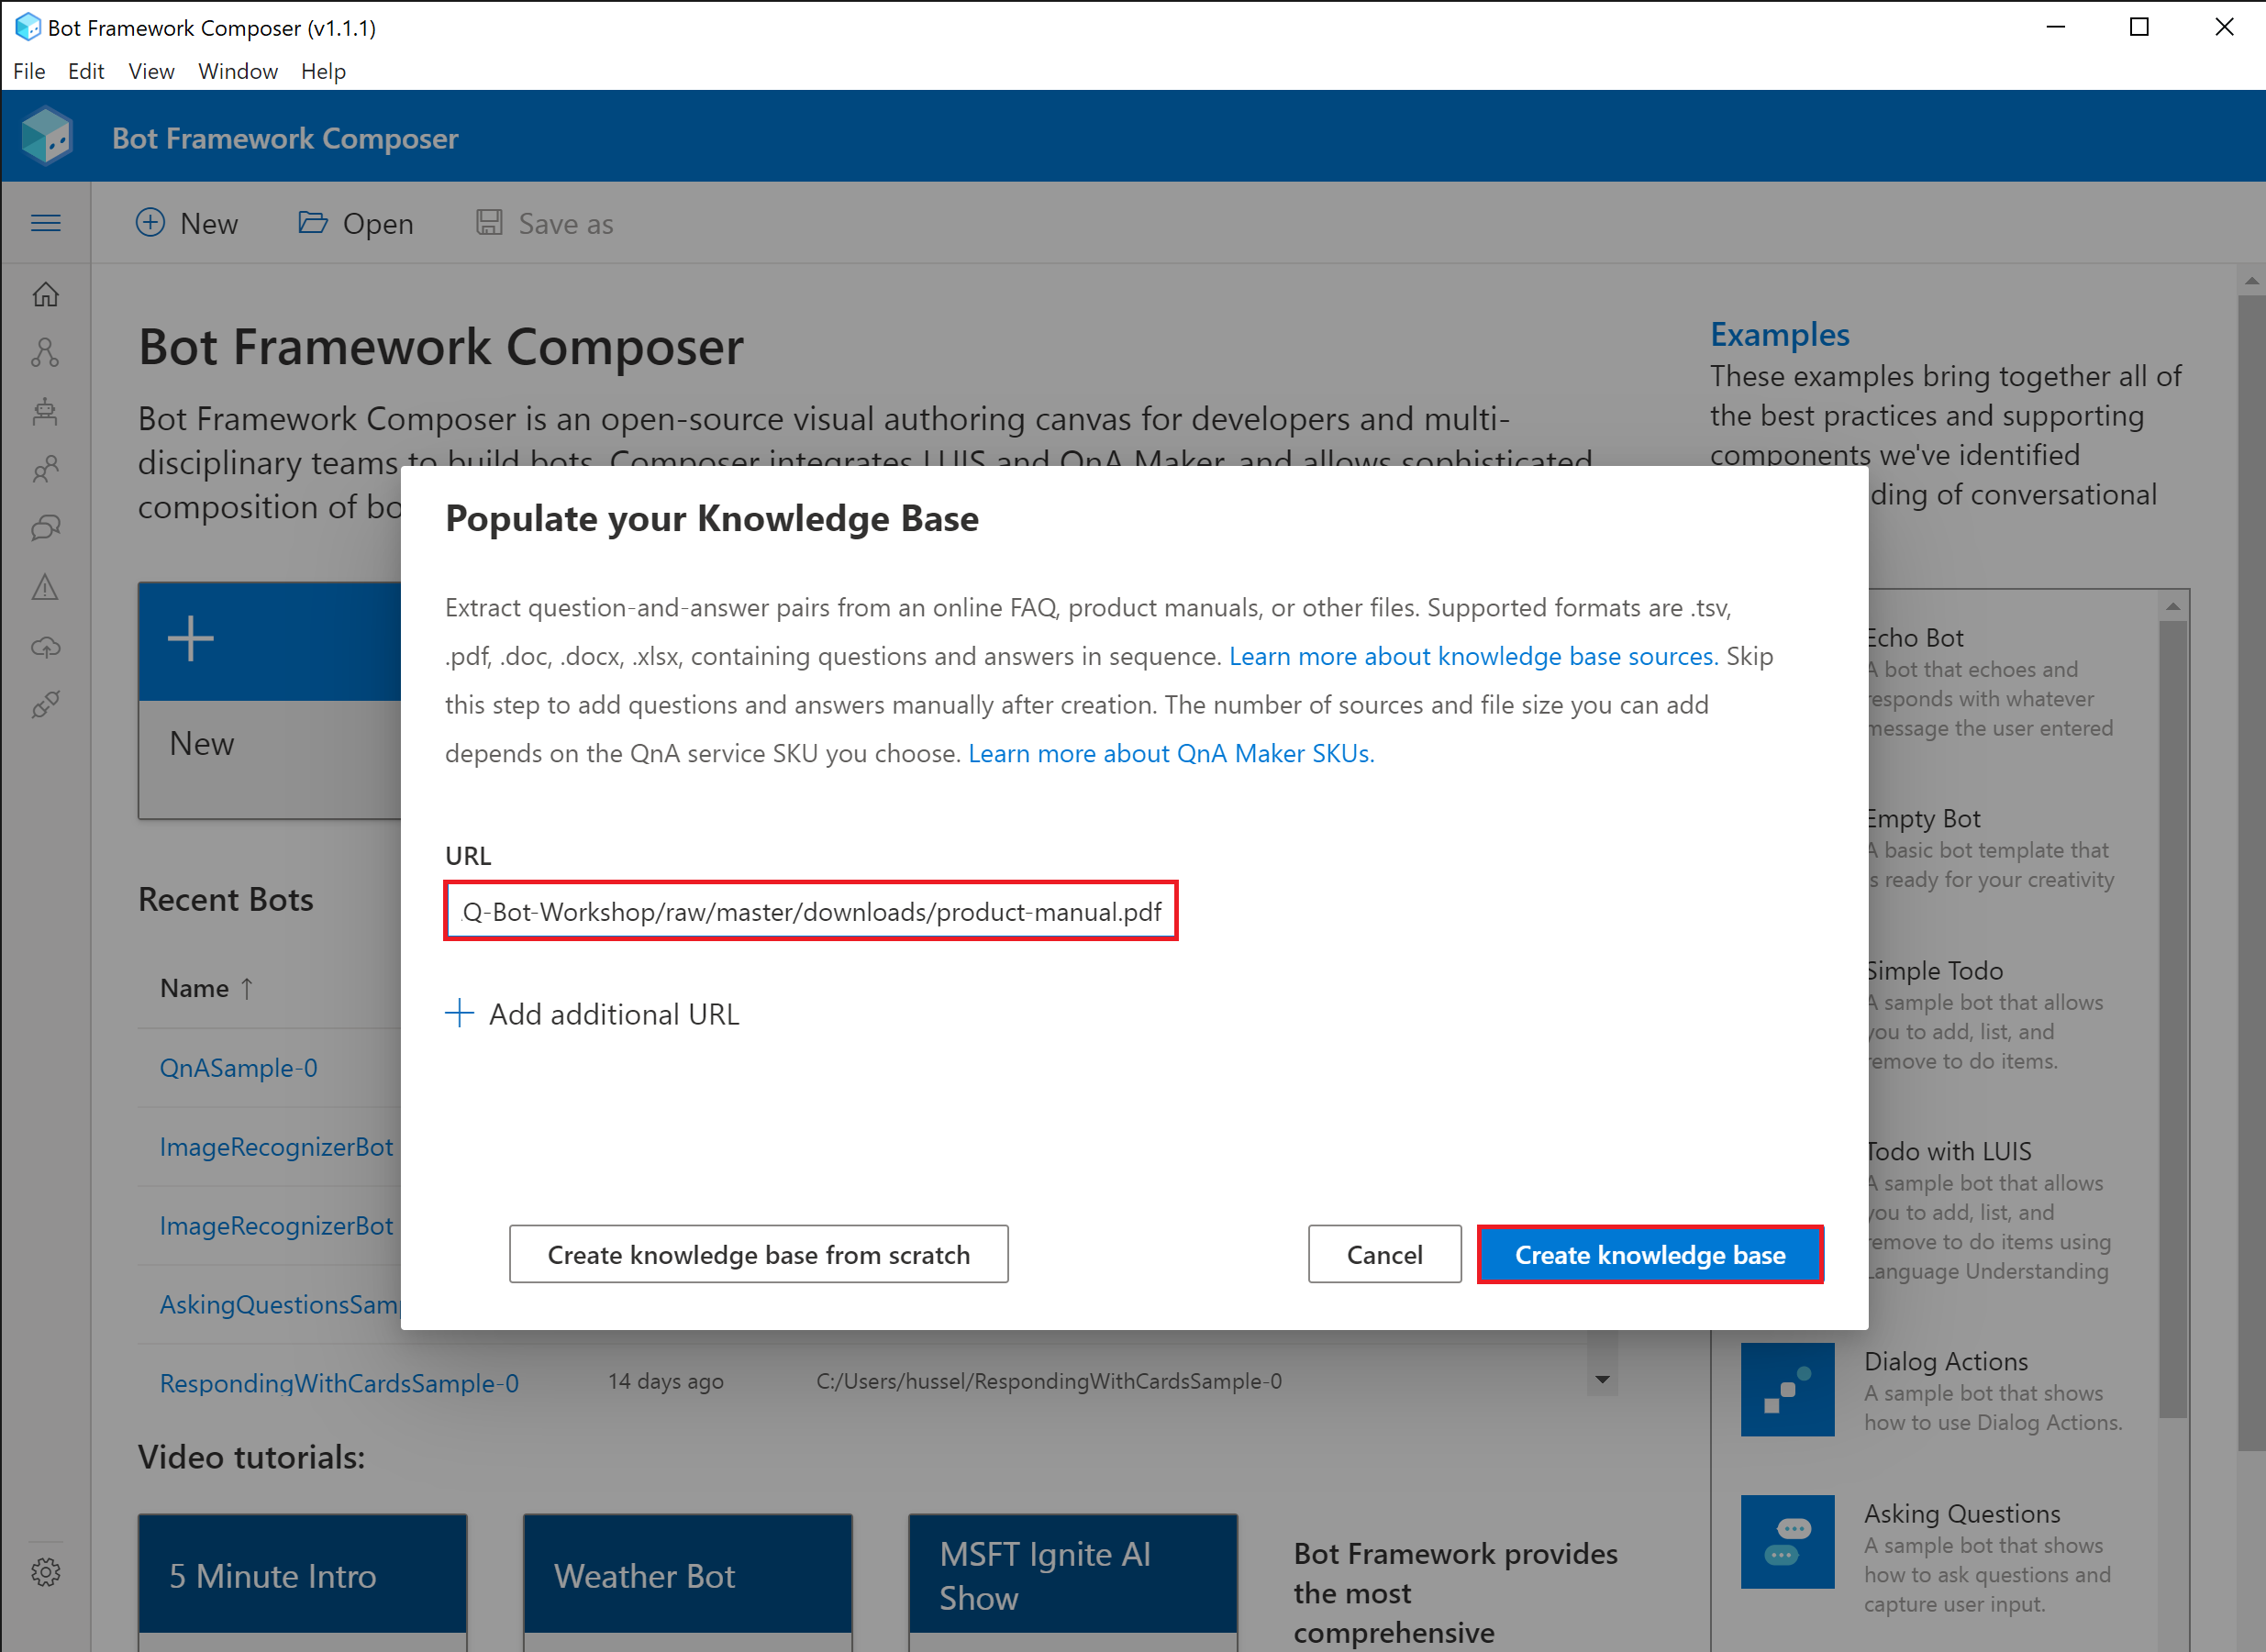 Bot Framework Composer (v1.1.1)
File Edit View Window Help
Bot Framework Composer
New Open Save as
Bot Framework Composer
Bot Framework Composer is an open-source visual authoring canvas for developers and multi-
disciplinary teams to build bots. Composer integrates LUIS and QnA Maker, and allows sophisticated
composition of bo
Examples
These examples bring together all of
the best practices and supporting
components we've identified
ding of conversational
Populate your Knowledge Base
Extract question-and-answer pairs from an online FAQ, product manuals, or other files. Supported formats are .tsv,
.pdf, .doc, .docx, .xlsx, containing questions and answers in sequence. Learn more about knowledge base sources. Skip
this step to add questions and answers manually after creation. The number of sources and file size you can add
depends on the QnA service SKU you choose. Learn more about QnA Maker SKUs.
URL
Q-Bot-Workshop/raw/master/downloads/product-manual.pdf
Add additional URL
Create knowledge base from scratch
Cancel
Create knowledge base
New
Recent Bots
Name ↑
QnASample-0
ImageRecognizerBot
ImageRecognizerBot
AskingQuestionsSamp
RespondingWithCardsSample-0 14 days ago C:/Users/hussel/RespondingWithCardsSample-0
Echo Bot
A bot that echoes and
responds with whatever
message the user entered
Empty Bot
A basic bot template that
is ready for your creativity
Simple Todo
A sample bot that allows
you to add, list, and
remove to do items.
Todo with LUIS
A sample bot that allows
you to add, list, and
remove to do items using
Language Understanding
Dialog Actions
A sample bot that shows
how to use Dialog Actions.
Asking Questions
A sample bot that shows
how to ask questions and
capture user input.
Video tutorials:
5 Minute Intro
Weather Bot
MSFT Ignite AI
Show
Bot Framework provides
the most
comprehensive